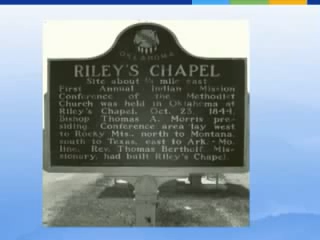 OKLAHOMA
RILEY'S CHAPEL
Site about ¼ mile east
First Annual Indian Mission
Conference of the Methodist
Church was held in Oklahoma at
Riley's Chapel, Oct. 23, 1844,
Bishop Thomas A. Morris pre-
siding. Conference area lay west
to Rocky Mts., north to Montana,
south to Texas, east to Ark.-Mo.
line. Rev. Thomas Berthoff, Mis-
sionary, had built Riley's Chapel.